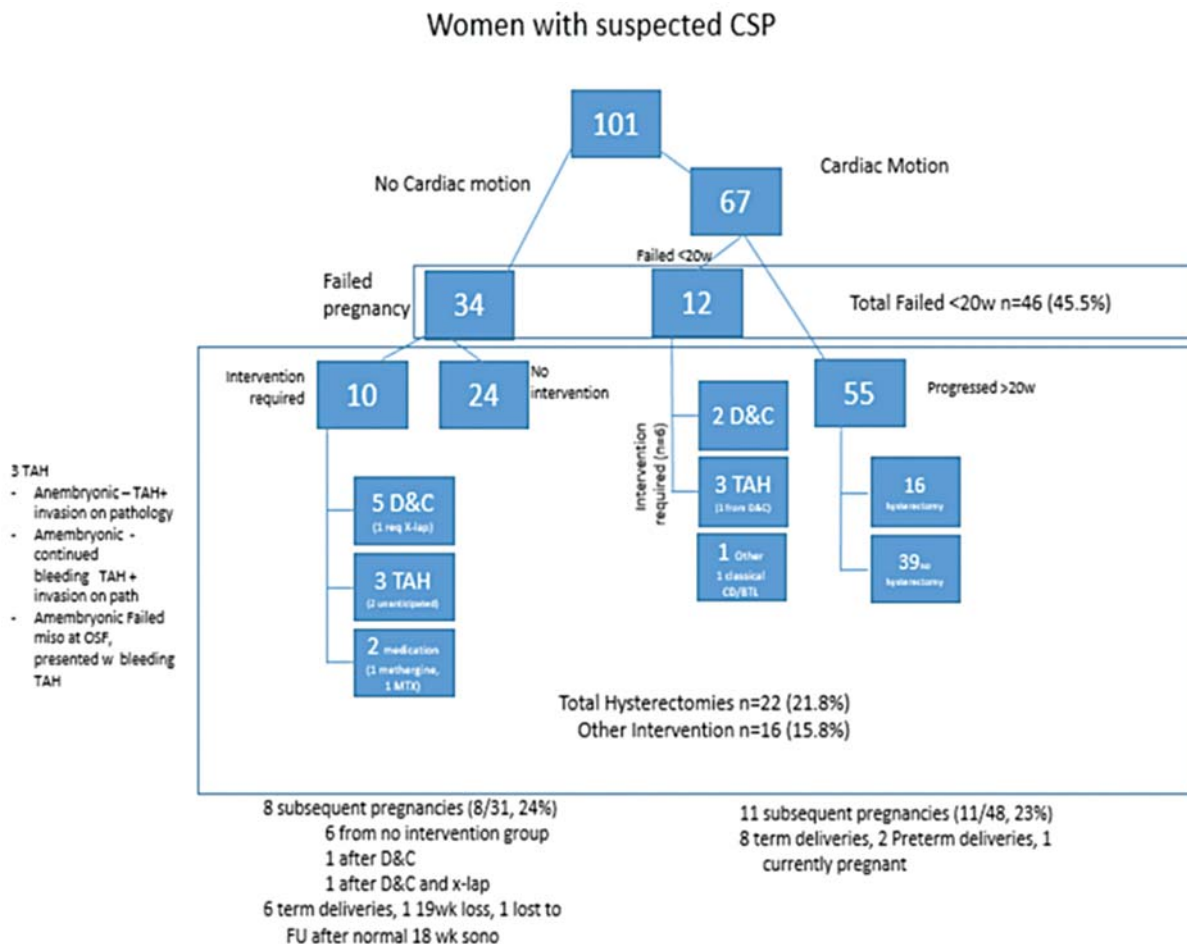 Women with suspected CSP
101
No Cardiac motion
Cardiac Motion
67
Failed <20w
Failed
pregnancy
34
12
Total Failed <20w n=46 (45.5%)
Intervention
required
10
24
No
intervention
Intervention
required (n=6)
2 D&C
55
Progressed >20w
3 TAH
- Anembryonic – TAH+
invasion on pathology
- Amembryonic -
continued
bleeding TAH +
invasion on path
- Amembryonic Failed
miso at OSF,
presented w bleeding
TAH
5 D&C
(1 req X-lap)
3 TAH
(2 unanticipated)
2 medication
(1 methergine,
1 MTX)
3 TAH
(1 from D&C)
1 Other
1 classical
CD/BTL
16
hysterectomy
39 no
hysterectomy
Total Hysterectomies n=22 (21.8%)
Other Intervention n=16 (15.8%)
8 subsequent pregnancies (8/31, 24%)
6 from no intervention group
1 after D&C
1 after D&C and x-lap
6 term deliveries, 1 19wk loss, 1 lost to
FU after normal 18 wk sono
11 subsequent pregnancies (11/48, 23%)
8 term deliveries, 2 Preterm deliveries, 1
currently pregnant